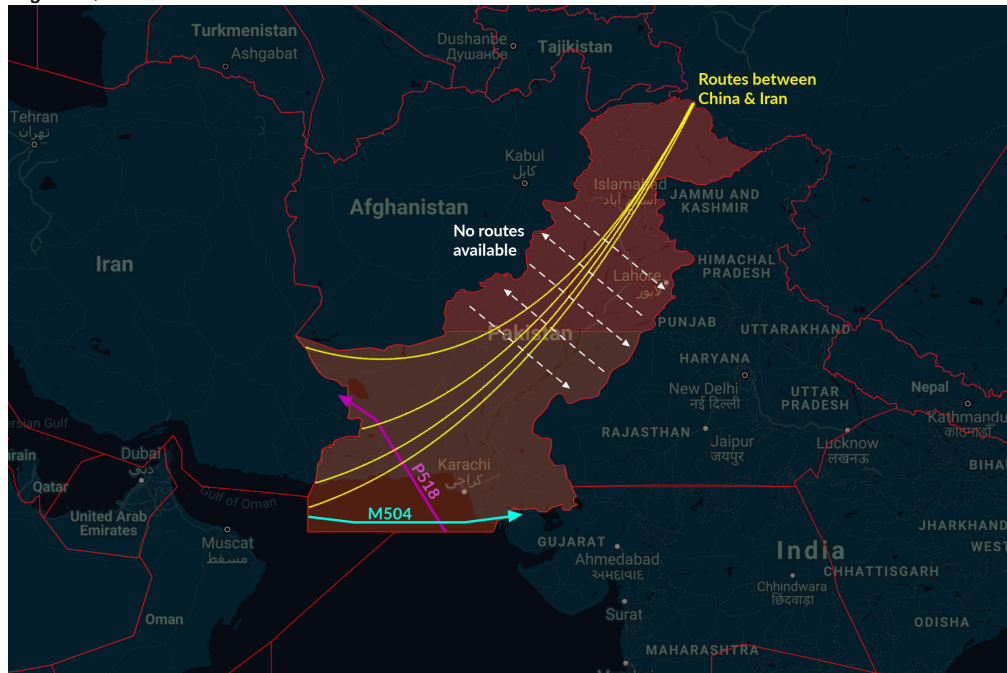 Turkmenistan
Ashgabat
Dushanbe
Душанбе
Tajikistan
Routes between
China & Iran
Tehran
تهران
Kabul
کابل
Islamabad
اسلام آباد
JAMMU AND
KASHMIR
Afghanistan
No routes
available
HIMACHAL
PRADESH
Iran
Lahore
لاہور
PUNJAB
UTTARAKHAND
Pakistan
HARYANA
New Delhi
नई दिल्ली
UTTAR
PRADESH
Nepal
Kathmandu
काठमाडौं
ersian Gulf
RAJASTHAN
Jaipur
जयपुर
Lucknow
लखनऊ
rain
Dubai
دبي
Karachi
کراچی
P518
BIHA
Qatar
Gulf of Oman
United Arab
Emirates
M504
Muscat
مسقط
GUJARAT
Ahmedabad
અમદાવાદ
India
JHARKHAND
WEST
CHHATTISGARH
Chhindwara
छिंदवाड़ा
Oman
Surat
ODISHA
MAHARASHTRA